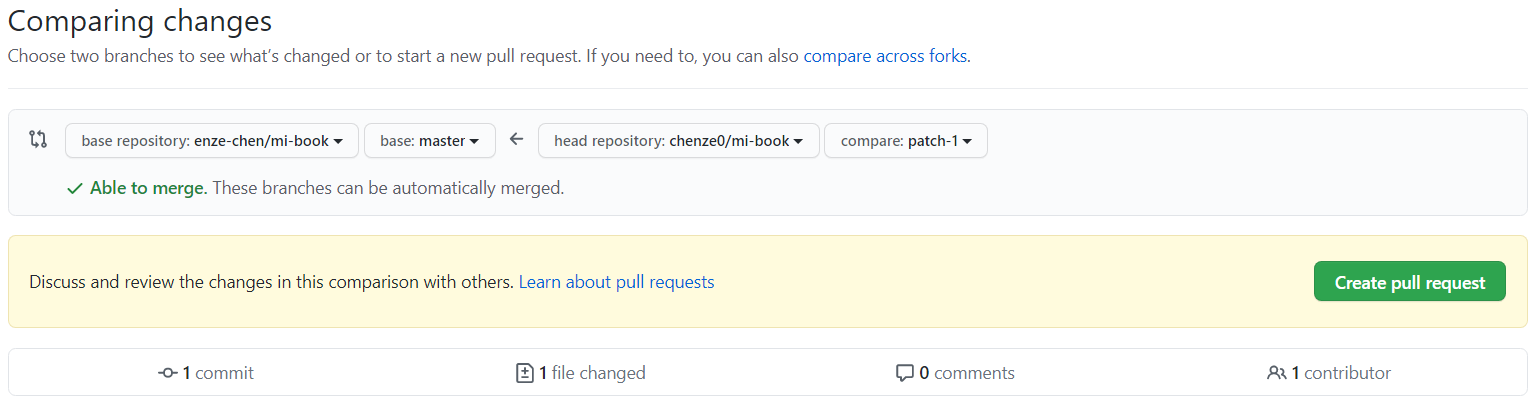 Comparing changes
Choose two branches to see what’s changed or to start a new pull request. If you need to, you can also compare across forks.
base repository: enze-chen/mi-book base: master head repository: chenze0/mi-book compare: patch-1
Able to merge. These branches can be automatically merged.
Discuss and review the changes in this comparison with others. Learn about pull requests Create pull request
1 commit 1 file changed 0 comments 1 contributor